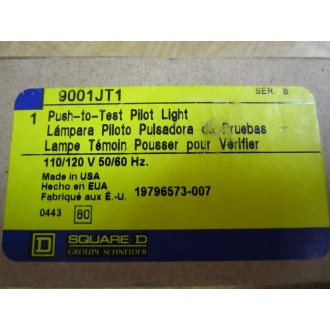 9001JT1 SER. B
1 Push-to-Test Pilot Light
Lámpara Piloto Pulsadora de Pruebas
Lampe Témoin Pousser pour Vérifier
110/120 V 50/60 Hz.
Made in USA
Hecho en EUA 19796573-007
Fabriqué aux É.-U.
0443 80
D SQUARE D
GROUPE SCHNEIDER